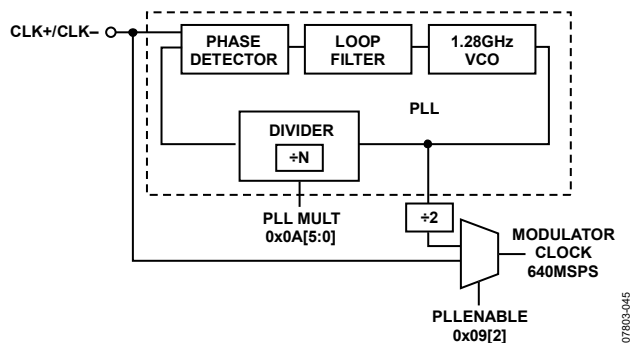 CLK+/CLK–
PHASE
DETECTOR
LOOP
FILTER
1.28GHz
VCO
PLL
DIVIDER
÷N
PLL MULT
0x0A[5:0]
÷2
MODULATOR
CLOCK
640MSPS
PLLENABLE
0x09[2]
07803-045